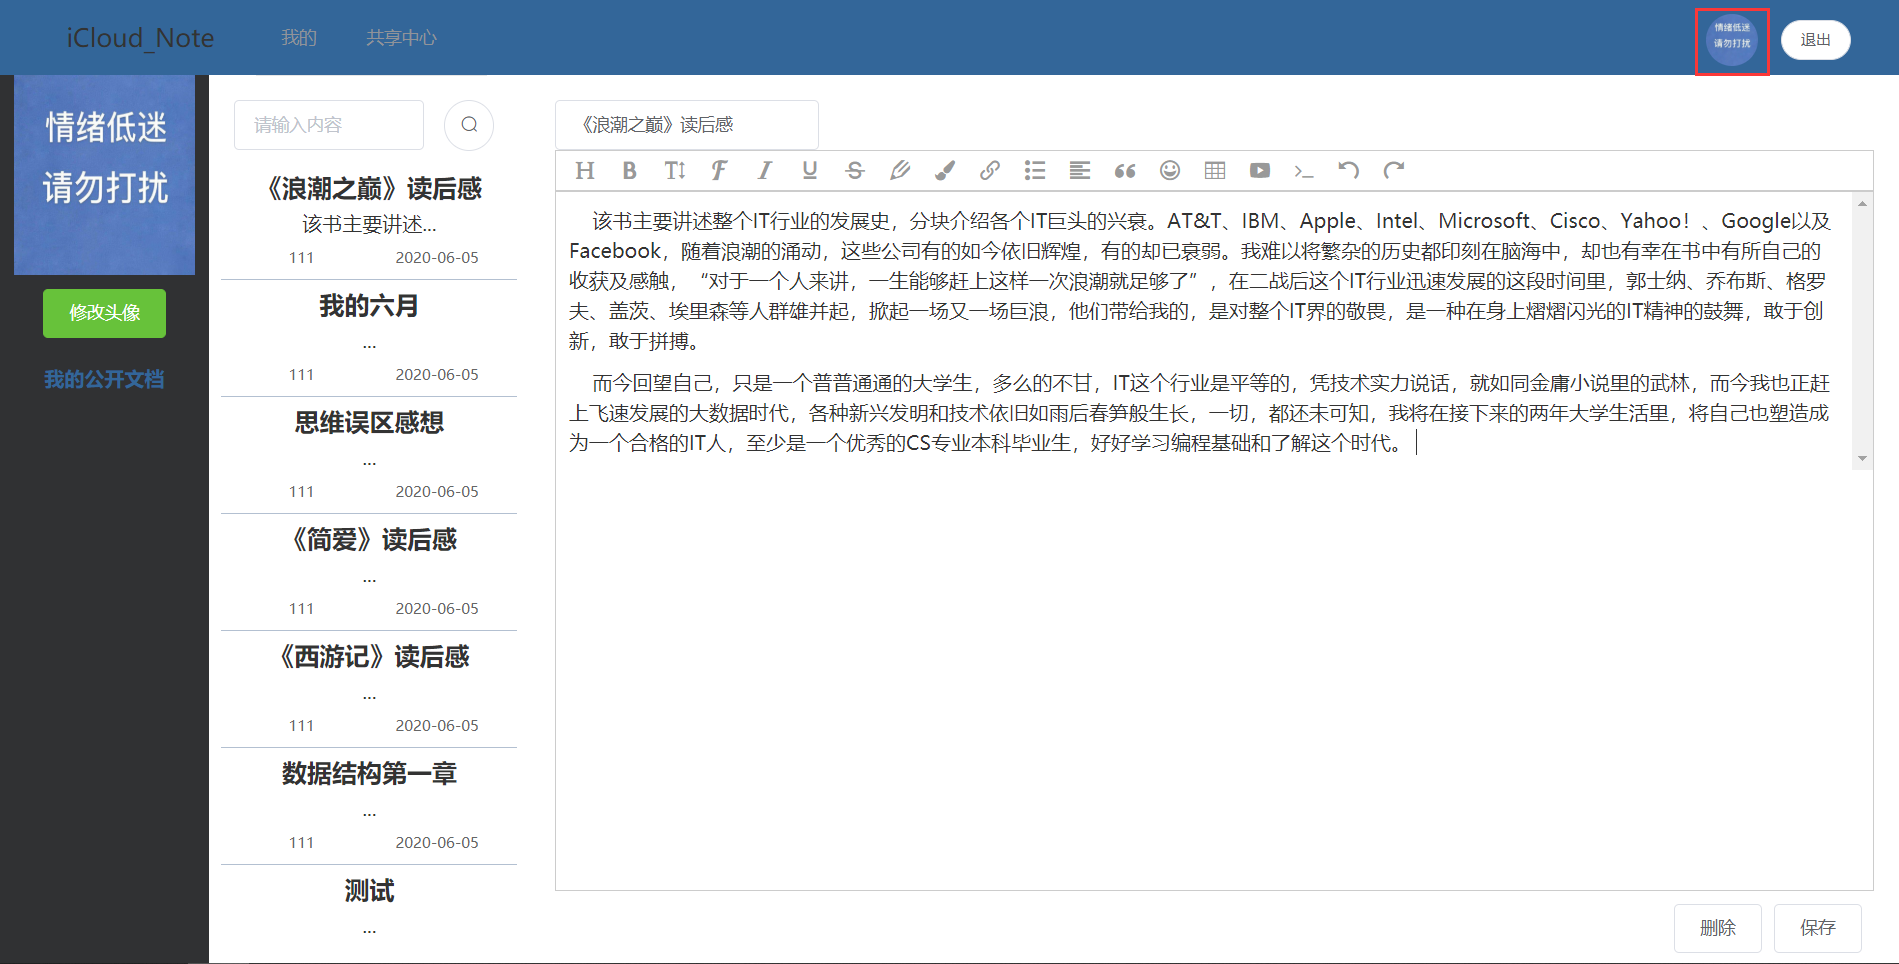 iCloud_Note
我的
共享中心
情绪低迷
请勿打扰
退出
情绪低迷
请勿打扰
修改头像
我的公开文档
请输入内容
《浪潮之巅》读后感
该书主要讲述...
111 2020-06-05
我的六月
...
111 2020-06-05
思维误区感想
...
111 2020-06-05
《简爱》读后感
...
111 2020-06-05
《西游记》读后感
...
111 2020-06-05
数据结构第一章
...
111 2020-06-05
测试
...
《浪潮之巅》读后感
该书主要讲述整个IT行业的发展史，分块介绍各个IT巨头的兴衰。AT&T、IBM、Apple、Intel、Microsoft、Cisco、Yahoo！、Google以及
Facebook，随着浪潮的涌动，这些公司有的如今依旧辉煌，有的却已衰弱。我难以将繁杂的历史都印刻在脑海中，却也有幸在书中有所自己的
收获及感触，“对于一个人来讲，一生能够赶上这样一次浪潮就足够了”，在二战后这个IT行业迅速发展的这段时间里，郭士纳、乔布斯、格罗
夫、盖茨、埃里森等人群雄并起，掀起一场又一场巨浪，他们带给我的，是对整个IT界的敬畏，是一种在身上熠熠闪光的IT精神的鼓舞，敢于创
新，敢于拼搏。
而今回望自己，只是一个普普通通的大学生，多么的不甘，IT这个行业是平等的，凭技术实力说话，就如同金庸小说里的武林，而今我也正赶
上飞速发展的大数据时代，各种新兴发明和技术依旧如雨后春笋般生长，一切，都还未可知，我将在接下来的两年大学生活里，将自己也塑造成
为一个合格的IT人，至少是一个优秀的CS专业本科毕业生，好好学习编程基础和了解这个时代。
删除
保存